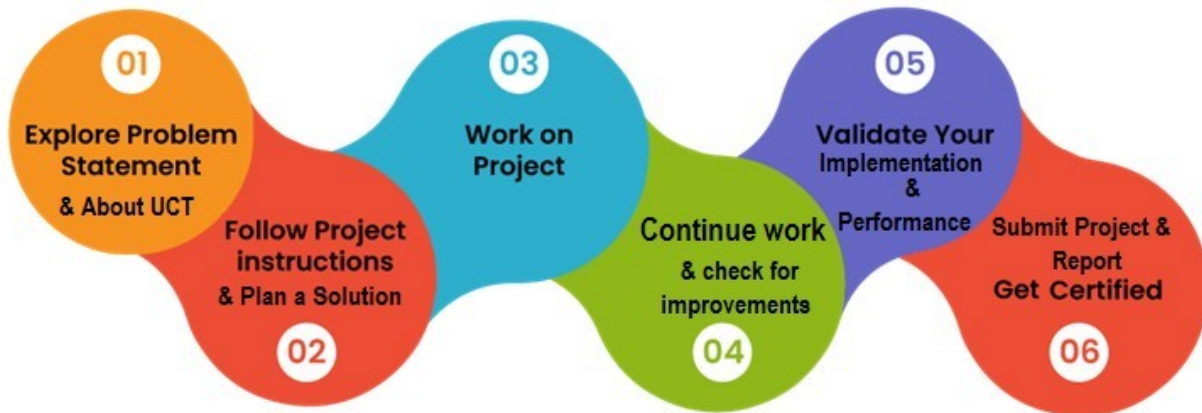 01
Explore Problem
Statement
& About UCT
Follow Project
instructions
& Plan a Solution
02
03
Work on
Project
Continue work
& check for
improvements
04
05
Validate Your
Implementation
&
Performance
Submit Project &
Report
Get Certified
06